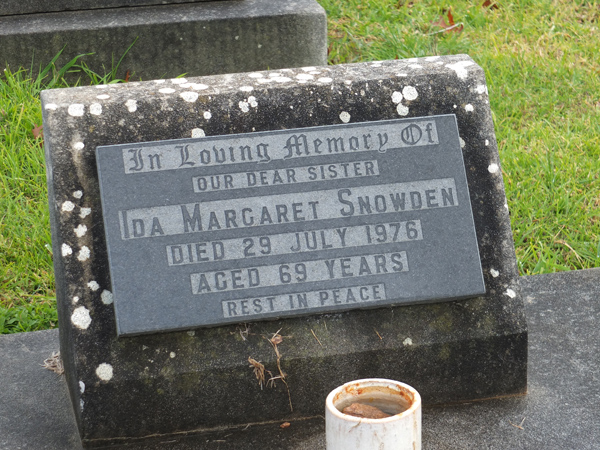 In Loving Memory Of
OUR DEAR SISTER
IDA MARGARET SNOWDEN
DIED 29 JULY 1976
AGED 69 YEARS
REST IN PEACE